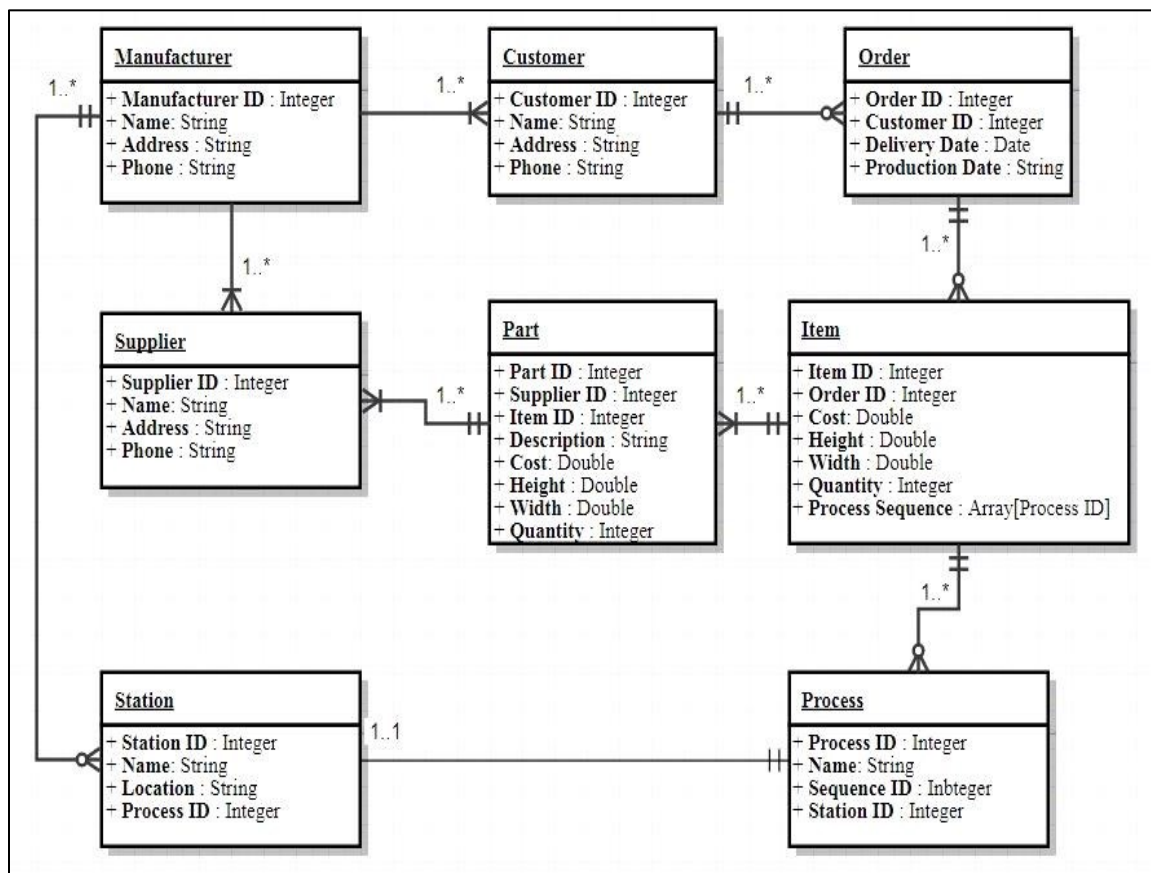 Manufacturer
+ Manufacturer ID : Integer
+ Name: String
+ Address : String
+ Phone : String
Customer
+ Customer ID : Integer
+ Name: String
+ Address : String
+ Phone : String
Order
+ Order ID : Integer
+ Customer ID : Integer
+ Delivery Date : Date
+ Production Date : String
1..*
1..*
1..*
1..*
1..*
Supplier
+ Supplier ID : Integer
+ Name: String
+ Address : String
+ Phone : String
1..*
Part
+ Part ID : Integer
+ Supplier ID : Integer
+ Item ID : Integer
+ Description : String
+ Cost: Double
+ Height : Double
+ Width : Double
+ Quantity : Integer
1..*
Item
+ Item ID : Integer
+ Order ID : Integer
+ Cost: Double
+ Height : Double
+ Width : Double
+ Quantity : Integer
+ Process Sequence : Array[Process ID]
1..*
Station
+ Station ID : Integer
+ Name: String
+ Location : String
+ Process ID : Integer
1..1
Process
+ Process ID : Integer
+ Name: String
+ Sequence ID : Inbteger
+ Station ID : Integer